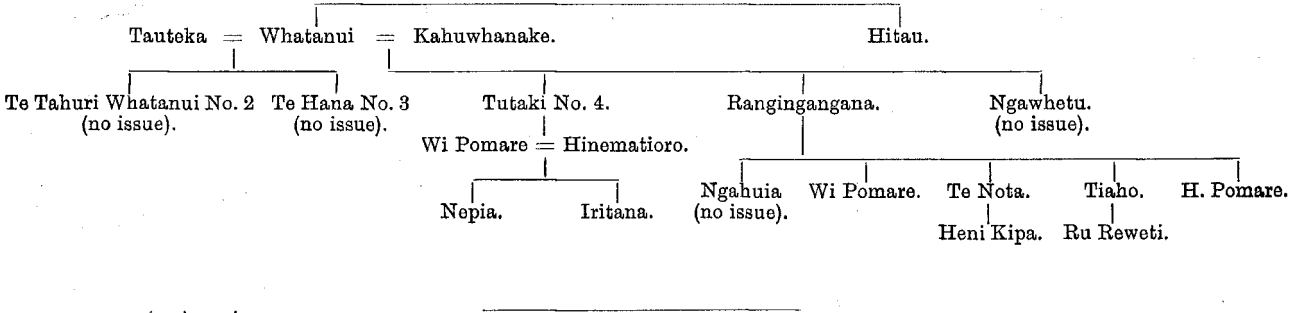 Tauteka = Whatanui = Kahuwhanake. Hitau.
Te Tahuri Whatanui No. 2 Te Hana No. 3 Tutaki No. 4. Rangingangana. Ngawhetu.
(no issue). (no issue). (no issue).
Wi Pomare = Hinematioro.
Ngahuia Wi Pomare. Te Nota. Tiaho. H. Pomare.
Nepia. Iritana. (no issue).
Heni Kipa. Ru Reweti.